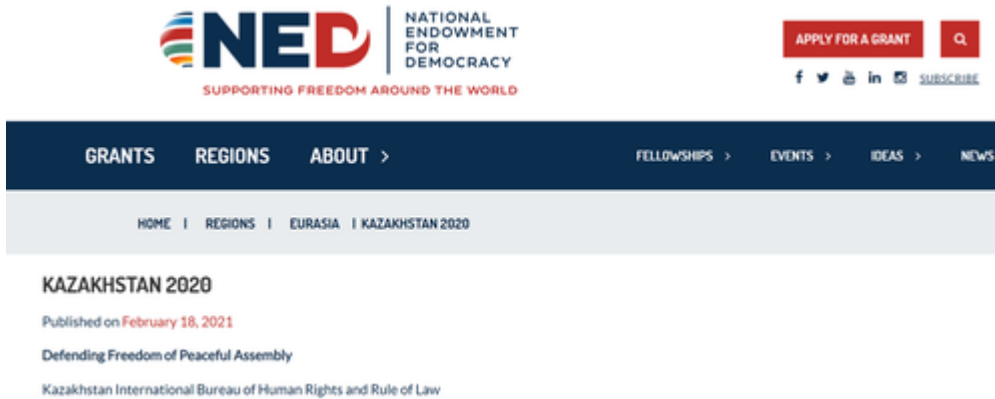 NED
NATIONAL
ENDOWMENT
FOR
DEMOCRACY
SUPPORTING FREEDOM AROUND THE WORLD
APPLY FOR A GRANT
SUBSCRIBE
GRANTS REGIONS ABOUT > FELLOWSHIPS > EVENTS > IDEAS > NEWS
HOME | REGIONS | EURASIA | KAZAKHSTAN 2020
KAZAKHSTAN 2020
Published on February 18, 2021
Defending Freedom of Peaceful Assembly
Kazakhstan International Bureau of Human Rights and Rule of Law